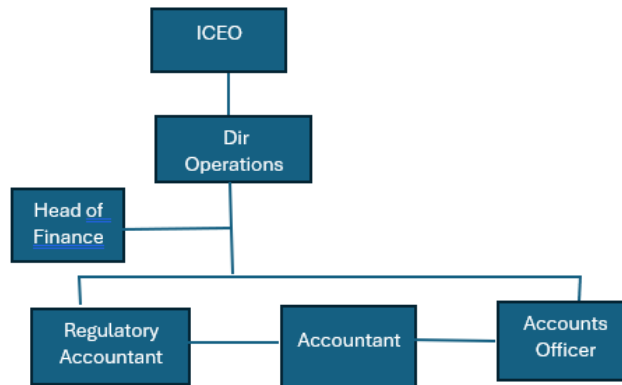 ICEO
Dir
Operations
Head of
Finance
Regulatory
Accountant
Accountant
Accounts
Officer